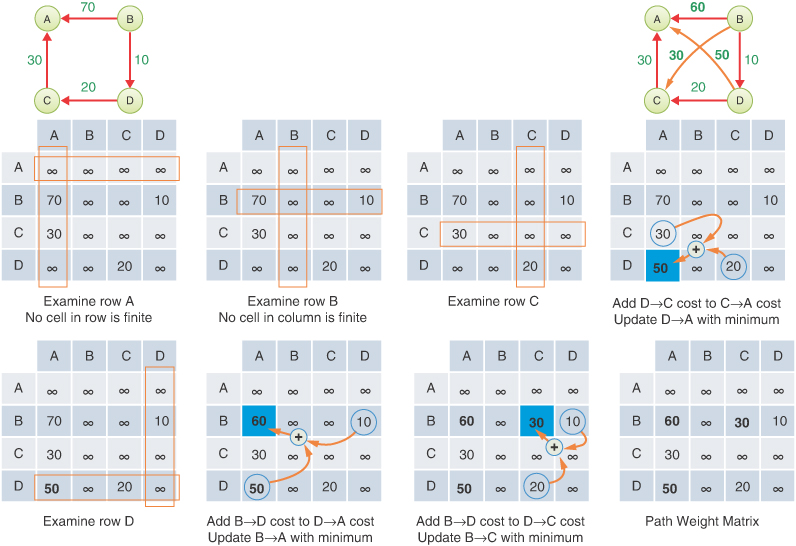 70
A B
30 10
20
C D
60
A B
30 30 50 10
20
C D
A B C D
A ∞ ∞ ∞ ∞
B 70 ∞ ∞ 10
C 30 ∞ ∞ ∞
D ∞ ∞ 20 ∞
Examine row A
No cell in row is finite
A B C D
A ∞ ∞ ∞ ∞
B 70 ∞ ∞ 10
C 30 ∞ ∞ ∞
D ∞ ∞ 20 ∞
Examine row B
No cell in column is finite
A B C D
A ∞ ∞ ∞ ∞
B 70 ∞ ∞ 10
C 30 ∞ ∞ ∞
D ∞ ∞ 20 ∞
Examine row C
A B C D
A ∞ ∞ ∞ ∞
B 70 ∞ ∞ 10
C 30 ∞ ∞ ∞
+
D 50 ∞ 20 ∞
Add D→C cost to C→A cost
Update D→A with minimum
A B C D
A ∞ ∞ ∞ ∞
B 70 ∞ ∞ 10
C 30 ∞ ∞ ∞
D 50 ∞ 20 ∞
Examine row D
A B C D
A ∞ ∞ ∞ ∞
B 60 ∞ ∞ 10
+
C 30 ∞ ∞ ∞
D 50 ∞ 20 ∞
Add B→D cost to D→A cost
Update B→A with minimum
A B C D
A ∞ ∞ ∞ ∞
B 60 ∞ 30 10
+
C 30 ∞ ∞ ∞
D 50 ∞ 20 ∞
Add B→D cost to D→C cost
Update B→C with minimum
A B C D
A ∞ ∞ ∞ ∞
B 60 ∞ 30 10
C 30 ∞ ∞ ∞
D 50 ∞ 20 ∞
Path Weight Matrix